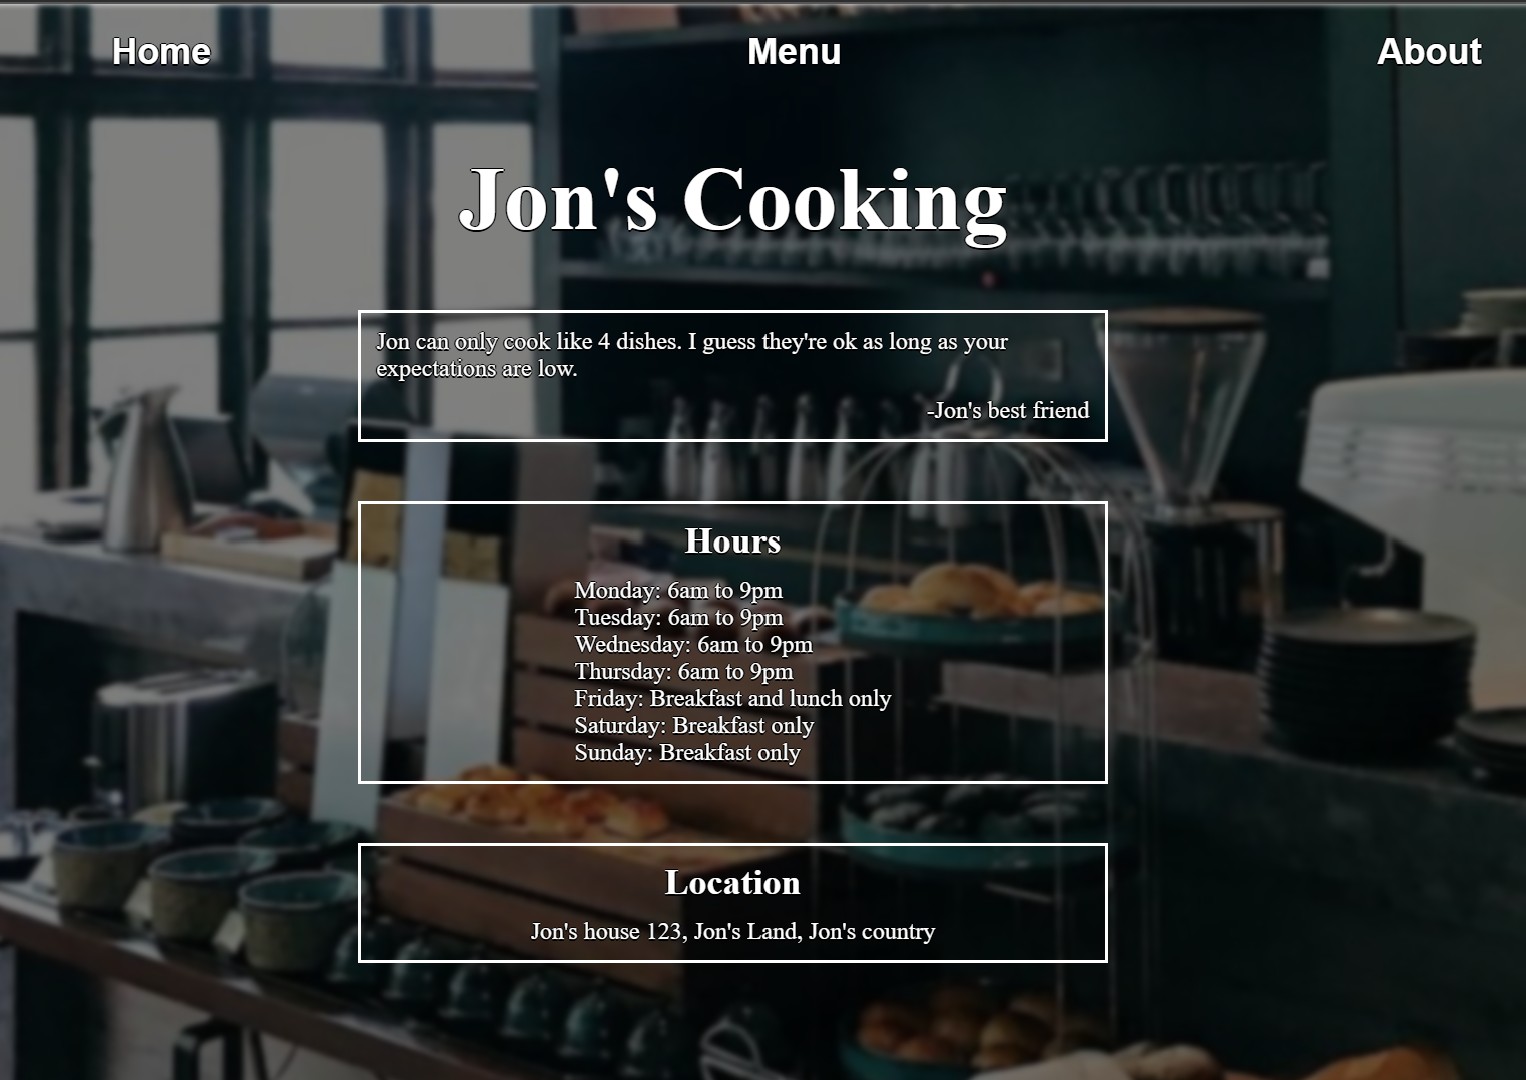 Home
Menu
About
Jon's Cooking
Jon can only cook like 4 dishes. I guess they're ok as long as your
expectations are low.
-Jon's best friend
Hours
Monday: 6am to 9pm
Tuesday: 6am to 9pm
Wednesday: 6am to 9pm
Thursday: 6am to 9pm
Friday: Breakfast and lunch only
Saturday: Breakfast only
Sunday: Breakfast only
Location
Jon's house 123, Jon's Land, Jon's country